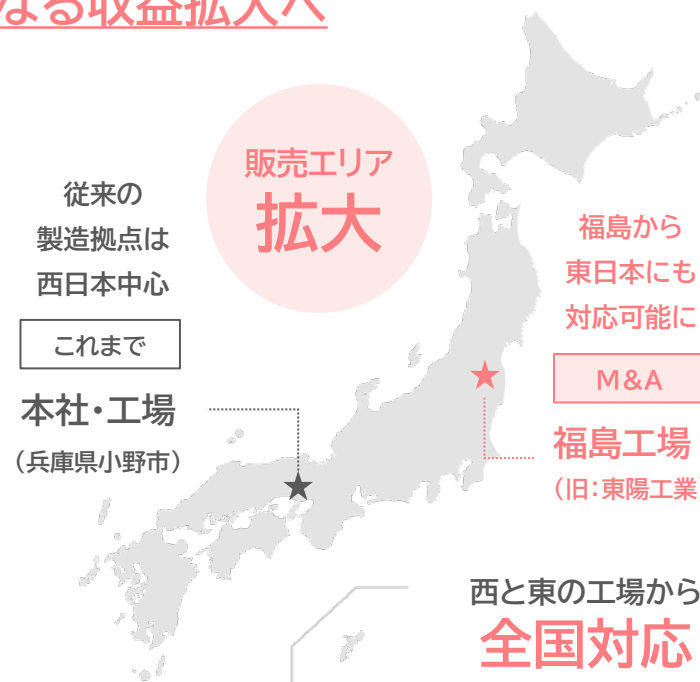 なる収益拡大へ
販売エリア
拡大
従来の
製造拠点は
西日本中心
これまで
本社・工場
（兵庫県小野市）
福島から
東日本にも
対応可能に
M&A
福島工場
（旧：東陽工業）
西と東の工場から
全国対応